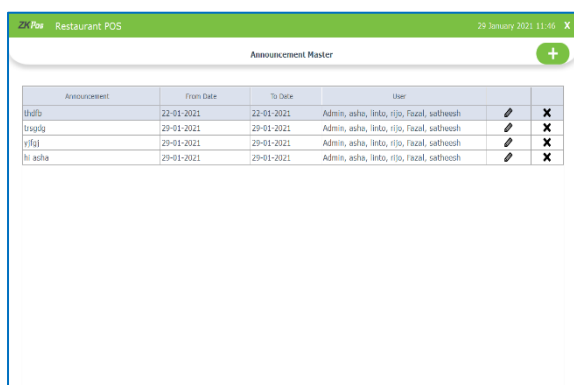 ZKPos Restaurant POS 29 January 2021 11:46 X
Announcement Master
Announcement From Date To Date User
thdfb 22-01-2021 22-01-2021 Admin, asha, linto, rijo, Fazal, satheesh
trsgdg 29-01-2021 29-01-2021 Admin, asha, linto, rijo, Fazal, satheesh
yjfgj 29-01-2021 29-01-2021 Admin, asha, linto, rijo, Fazal, satheesh
hi asha 29-01-2021 29-01-2021 Admin, asha, linto, rijo, Fazal, satheesh